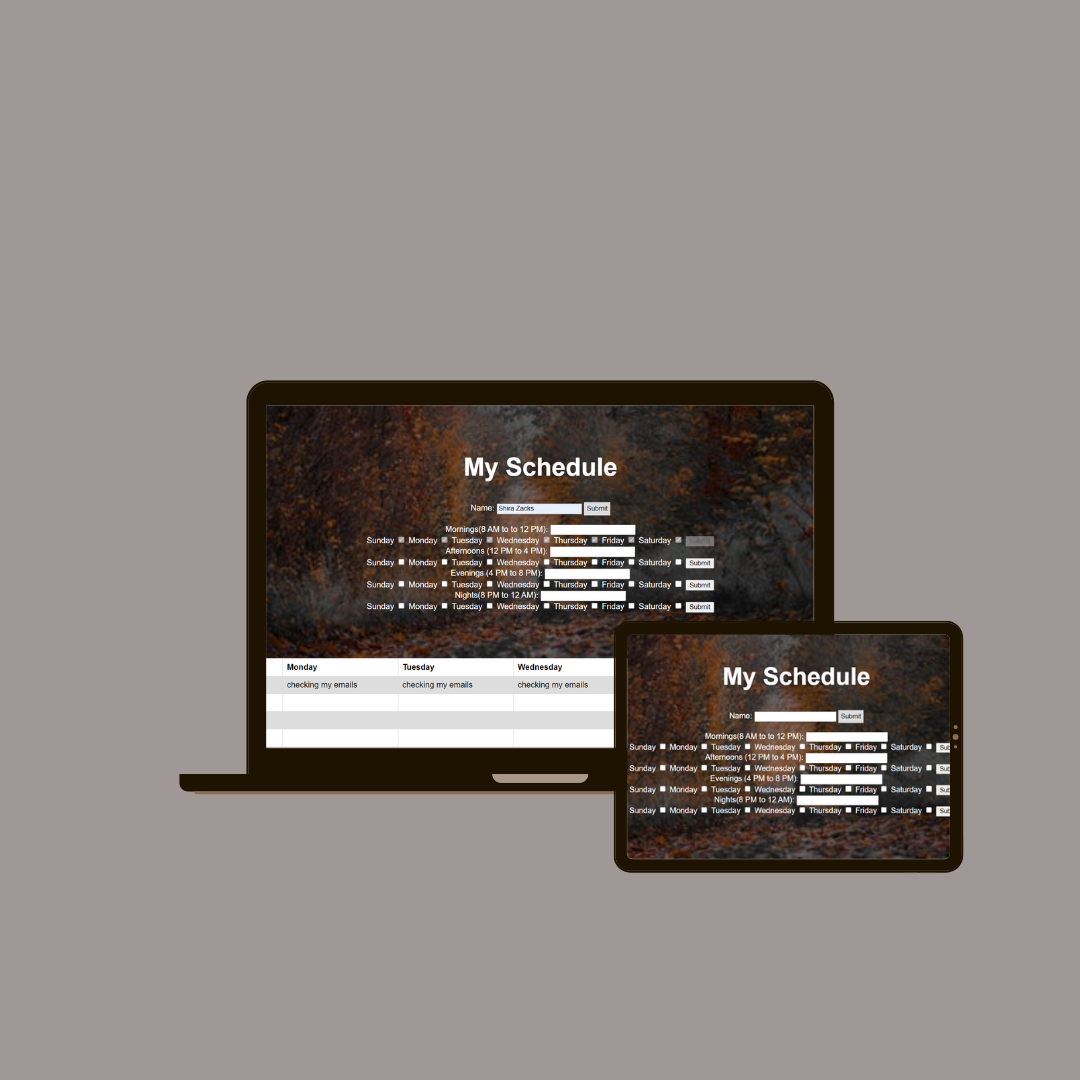 My Schedule
Name: Shira Zacks Submit
Mornings(8 AM to to 12 PM):
Sunday Monday Tuesday Wednesday Thursday Friday Saturday
Afternoons (12 PM to 4 PM):
Sunday Monday Tuesday Wednesday Thursday Friday Saturday Submit
Evenings (4 PM to 8 PM):
Sunday Monday Tuesday Wednesday Thursday Friday Saturday Submit
Nights(8 PM to 12 AM):
Sunday Monday Tuesday Wednesday Thursday Friday Saturday Submit
Monday Tuesday Wednesday
checking my emails checking my emails checking my emails
My Schedule
Name: Submit
Mornings(8 AM to to 12 PM):
Sunday Monday Tuesday Wednesday Thursday Friday Saturday Sub
Afternoons (12 PM to 4 PM):
Sunday Monday Tuesday Wednesday Thursday Friday Saturday Sub
Evenings (4 PM to 8 PM):
Sunday Monday Tuesday Wednesday Thursday Friday Saturday Sub
Nights(8 PM to 12 AM):
Sunday Monday Tuesday Wednesday Thursday Friday Saturday Sub